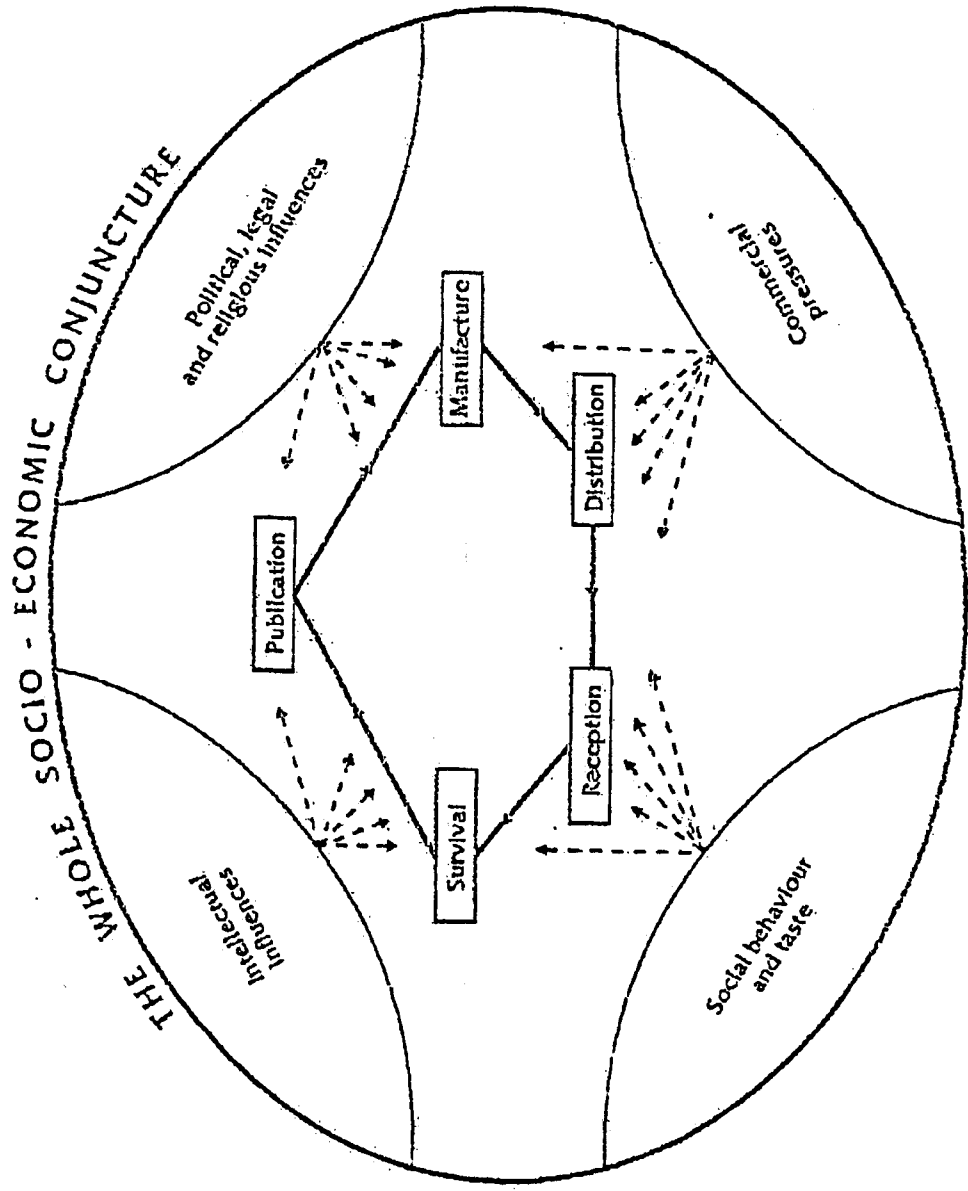 THE WHOLE SOCIO - ECONOMIC CONJUNCTURE
Intellectual
Influences
Political, legal
and religious influences
Publication
Survival
Manufacture
Reception
Distribution
Social behaviour
and taste
Commercial
pressures